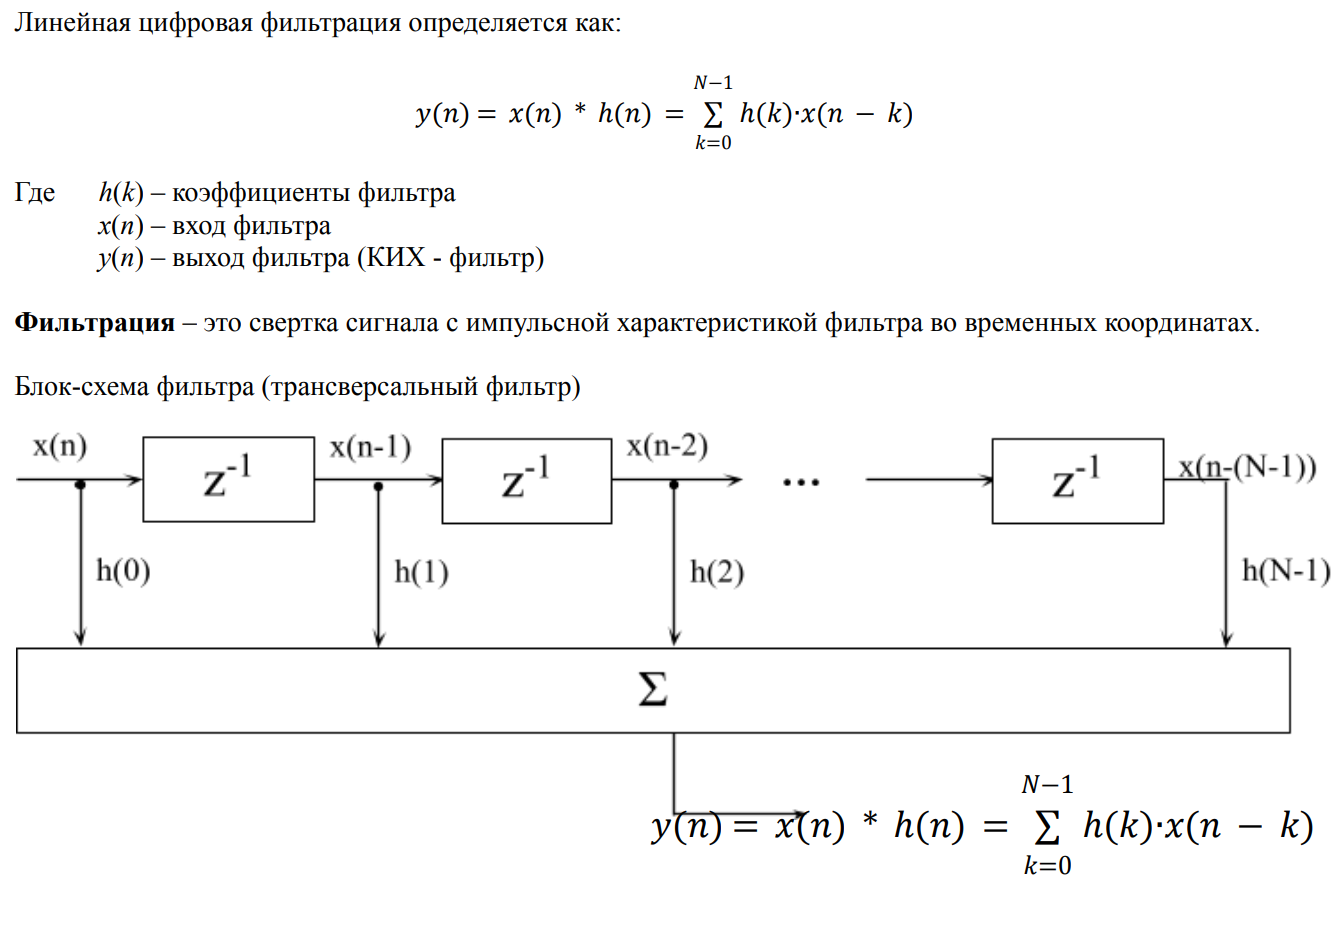 Линейная цифровая фильтрация определяется как:
N−1
y(n) = x(n) * h(n) = Σ h(k)·x(n − k)
k=0
Где h(k) – коэффициенты фильтра
x(n) – вход фильтра
y(n) – выход фильтра (КИХ - фильтр)
Фильтрация – это свертка сигнала с импульсной характеристикой фильтра во временных координатах.
Блок-схема фильтра (трансверсальный фильтр)
x(n) z⁻¹ x(n-1) z⁻¹ x(n-2) ... z⁻¹ x(n-(N-1))
h(0) h(1) h(2) h(N-1)
Σ
N−1
y(n) = x(n) * h(n) = Σ h(k)·x(n − k)
k=0